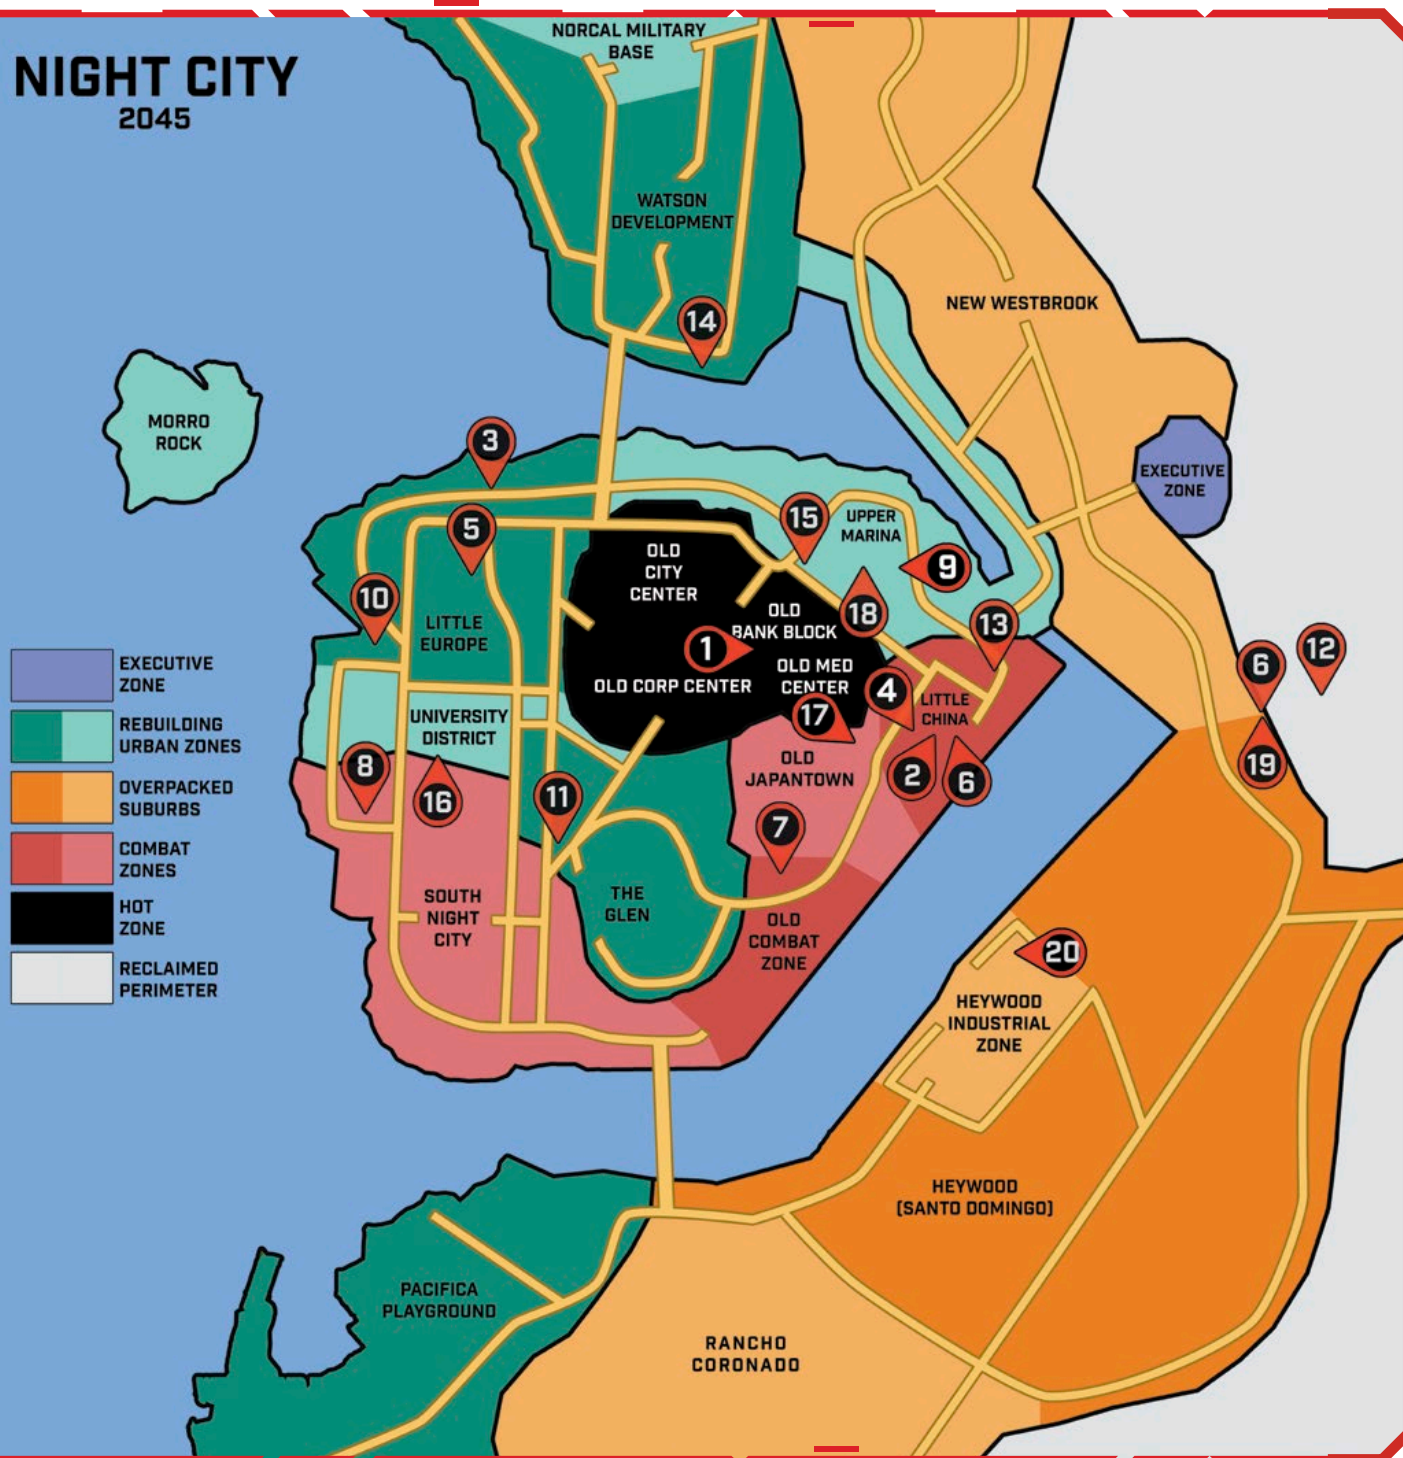 NORCAL MILITARY
BASE
NIGHT CITY
2045
WATSON
DEVELOPMENT
NEW WESTBROOK
14
MORRO
ROCK
3
EXECUTIVE
ZONE
5
15
UPPER
MARINA
OLD
CITY
CENTER
9
10
LITTLE
EUROPE
OLD
BANK BLOCK
18
13
1
6
12
OLD MED
CENTER
OLD CORP CENTER
4
LITTLE
CHINA
17
UNIVERSITY
DISTRICT
8
16
11
OLD
JAPANTOWN
2
6
19
7
EXECUTIVE
ZONE
REBUILDING
URBAN ZONES
OVERPACKED
SUBURBS
COMBAT
ZONES
HOT
ZONE
RECLAIMED
PERIMETER
SOUTH
NIGHT
CITY
THE
GLEN
OLD
COMBAT
ZONE
20
HEYWOOD
INDUSTRIAL
ZONE
HEYWOOD
(SANTO DOMINGO)
PACIFICA
PLAYGROUND
RANCHO
CORONADO